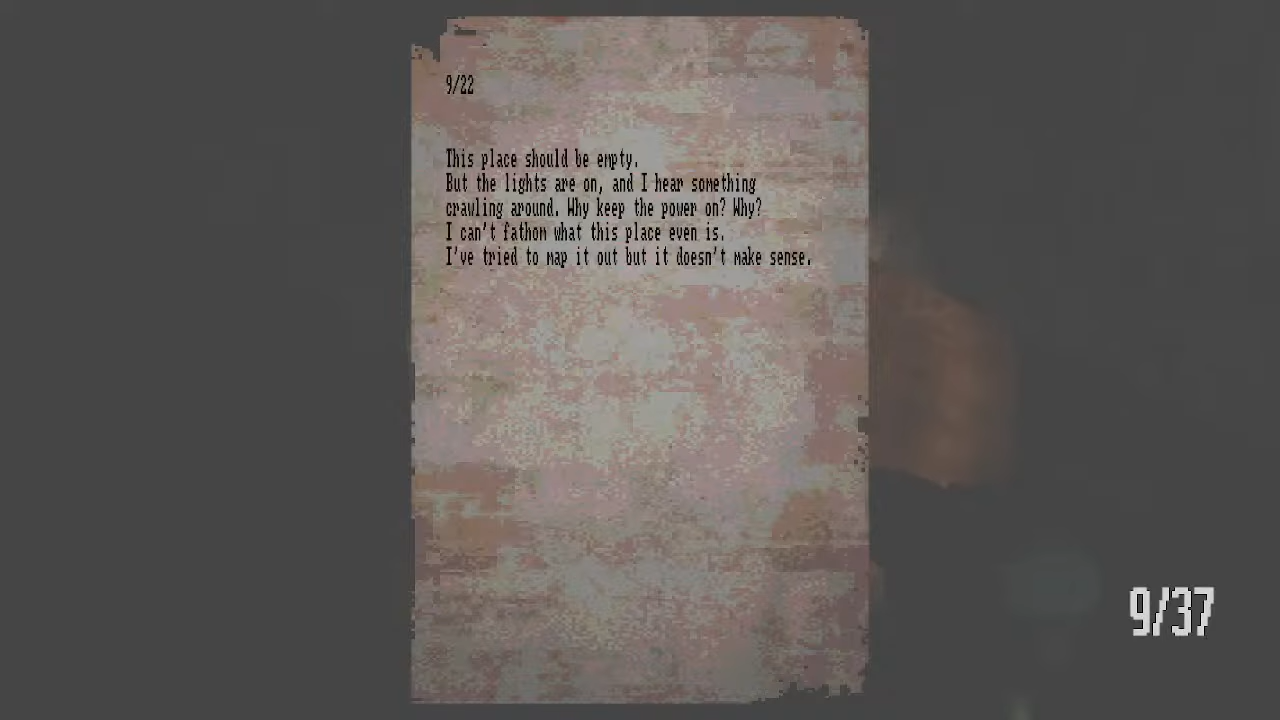 9/22
This place should be empty.
But the lights are on, and I hear something
crawling around. Why keep the power on? Why?
I can't fathom what this place even is.
I've tried to map it out but it doesn't make sense.
9/37